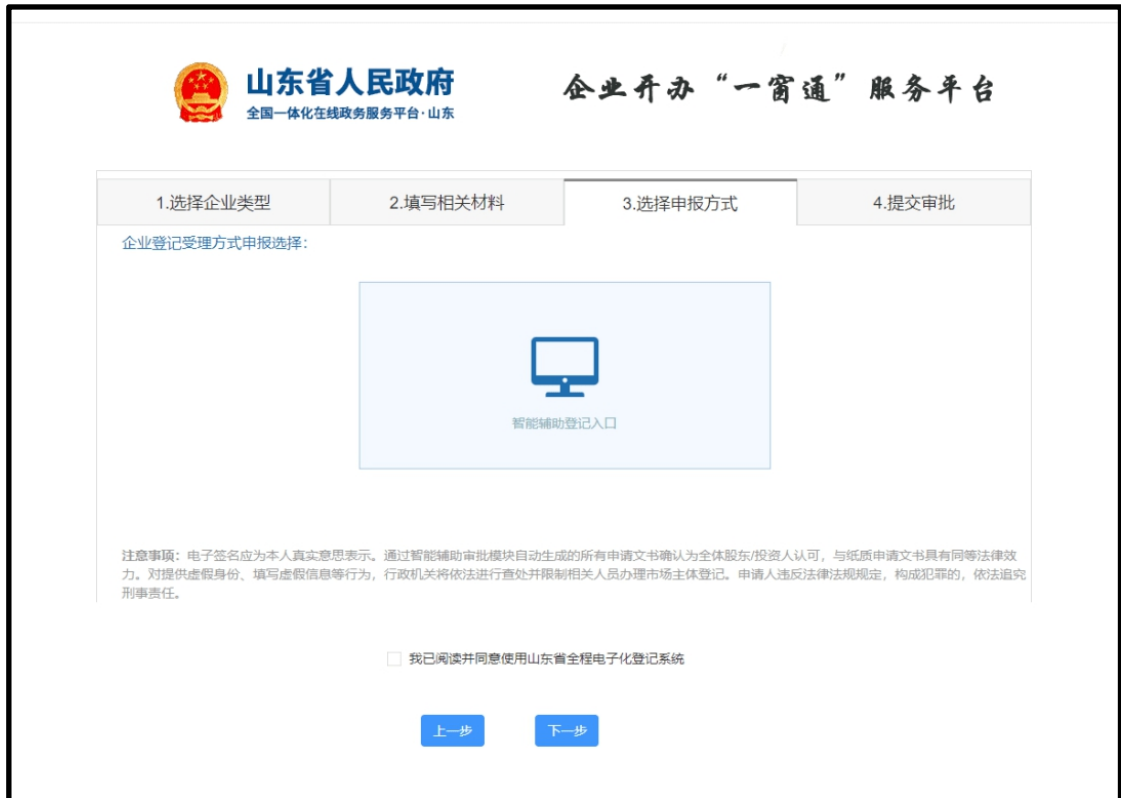 山东省人民政府
全国一体化在线政务服务平台·山东
企业开办“一窗通”服务平台
1.选择企业类型
2.填写相关材料
3.选择申报方式
4.提交审批
企业登记受理方式申报选择：
智能辅助登记入口
注意事项：电子签名应为本人真实意思表示。通过智能辅助审批模块自动生成的所有申请文书确认为全体股东/投资人认可，与纸质申请文书具有同等法律效
力。对提供虚假身份、填写虚假信息等行为，行政机关将依法进行查处并限制相关人员办理市场主体登记。申请人违反法律法规规定，构成犯罪的，依法追究
刑事责任。
我已阅读并同意使用山东省全程电子化登记系统
上一步
下一步